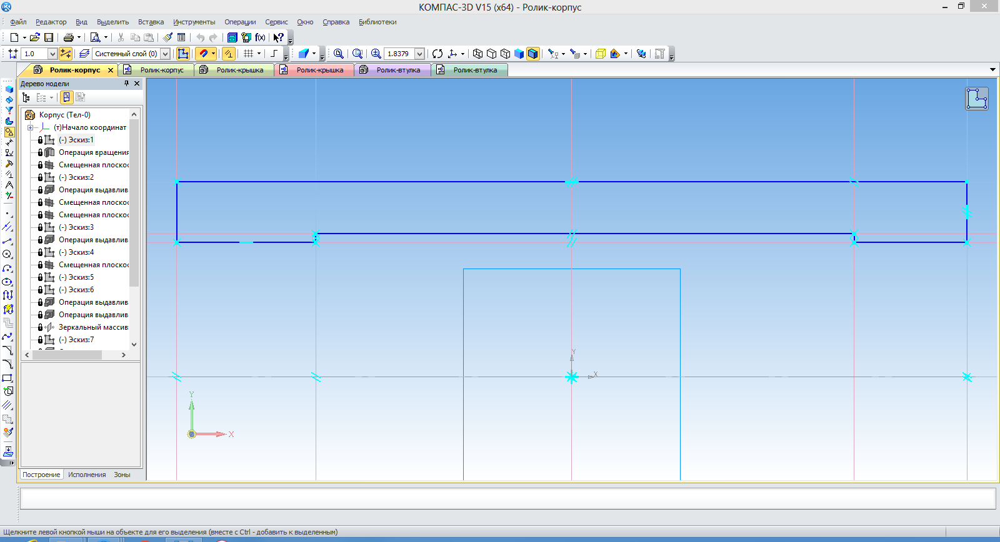 КОМПАС-3D V15 (x64) - Ролик-корпус
Файл Редактор Вид Выделить Вставка Инструменты Операции Сервис Окно Справка Библиотеки
f(x)
1.0 Системный слой (0) 1.8379
Ролик-корпус Ролик-корпус Ролик-крышка Ролик-крышка Ролик-втулка Ролик-втулка
Дерево модели
Корпус (Тел-0)
(т)Начало координат
(-) Эскиз:1
Операция вращения
Смещенная плоскос
(-) Эскиз:2
Операция выдавлив
Смещенная плоскос
Смещенная плоскос
(-) Эскиз:3
Операция выдавлив
(-) Эскиз:4
Смещенная плоскос
(-) Эскиз:5
(-) Эскиз:6
Операция выдавлив
Операция выдавлив
Зеркальный массив:
(-) Эскиз:7
Y
X
Y
X
Построение Исполнения Зоны
Щелкните левой кнопкой мыши на объекте для его выделения (вместе с Ctrl - добавить к выделенным)